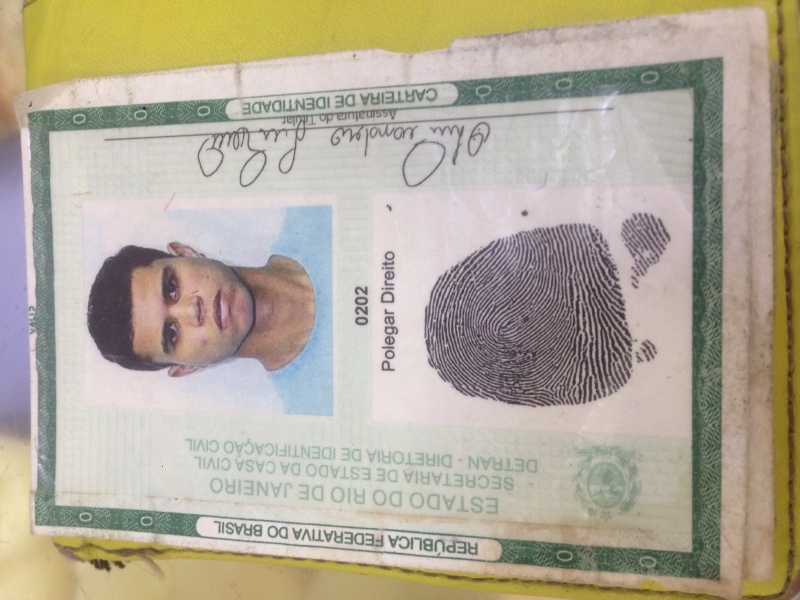 REPÚBLICA FEDERATIVA DO BRASIL
ESTADO DO RIO DE JANEIRO
- SECRETARIA DE ESTADO DA CASA CIVIL
DETRAN - DIRETORIA DE IDENTIFICAÇÃO CIVIL
0202
Polegar Direito
Assinatura do Titular
CARTEIRA DE IDENTIDADE